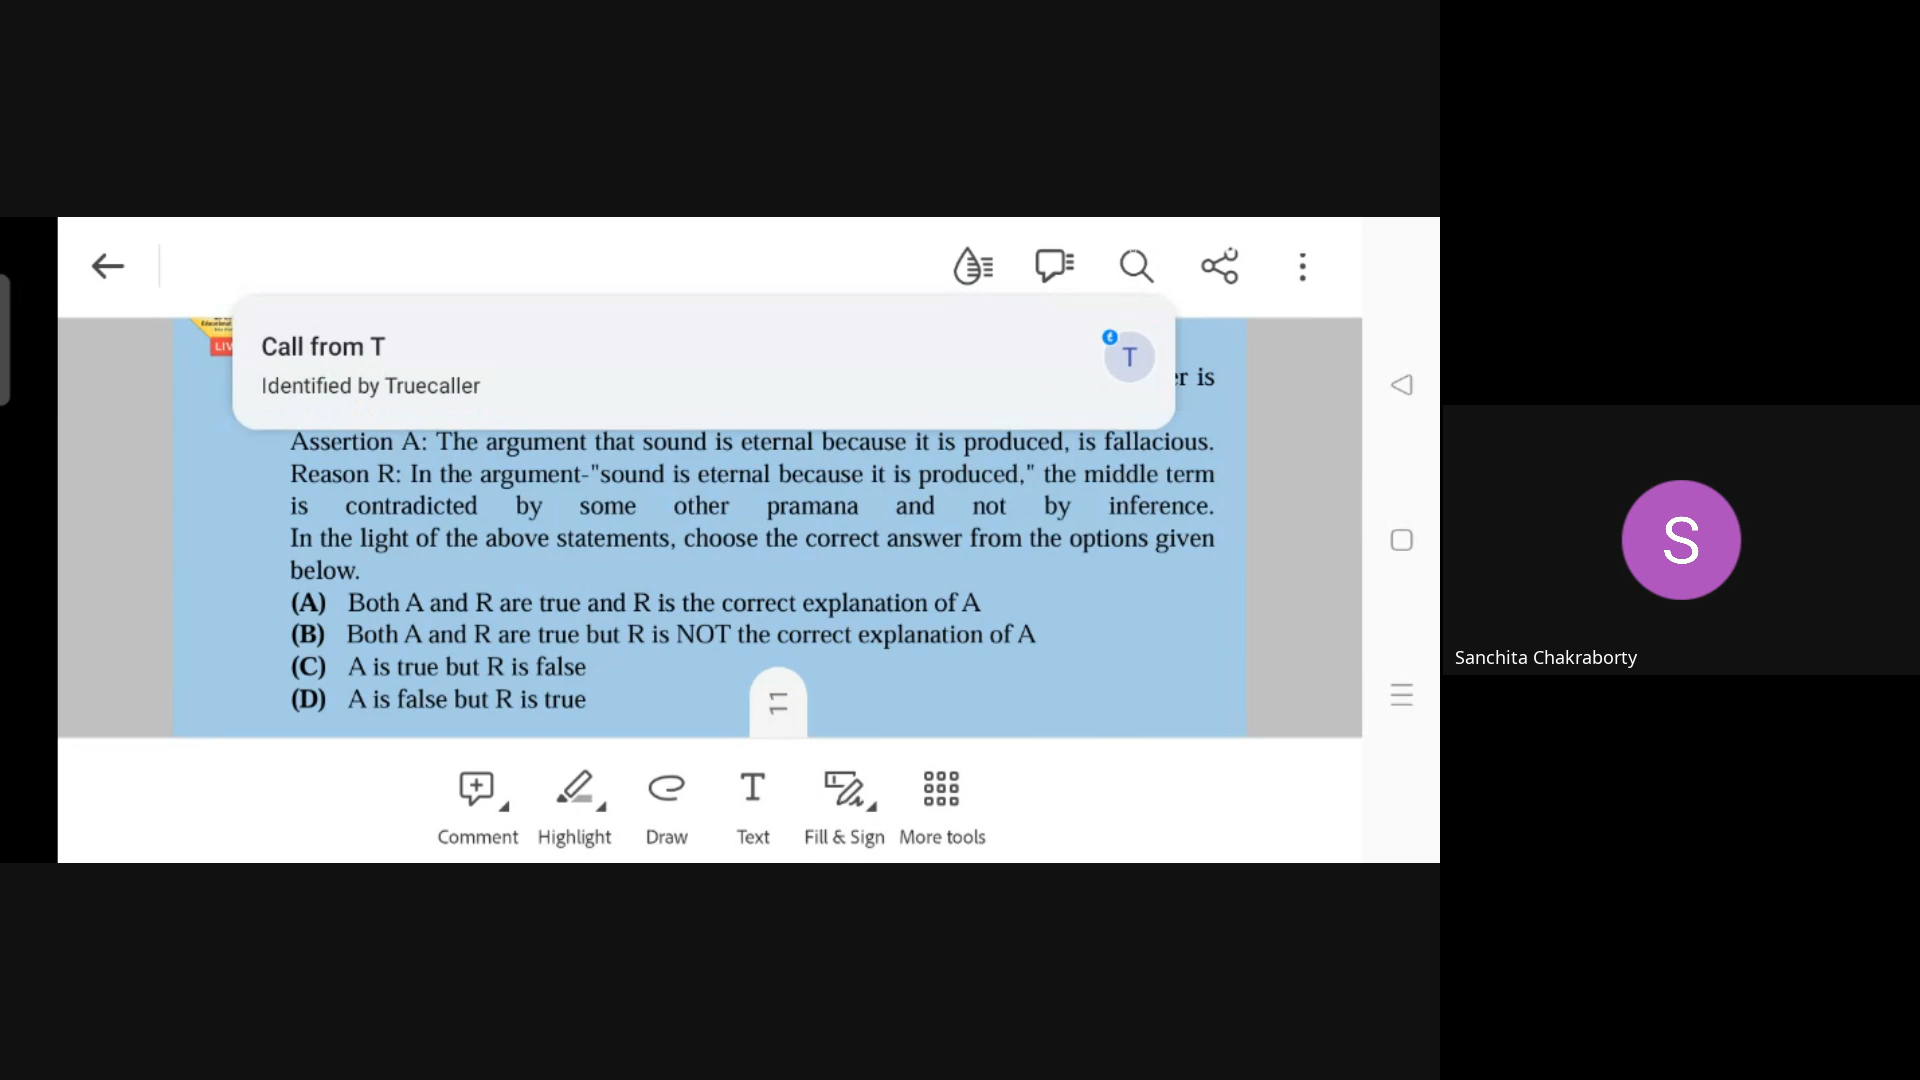 Call from T
T
Identified by Truecaller
LIV
is
Assertion A: The argument that sound is eternal because it is produced, is fallacious.
Reason R: In the argument-"sound is eternal because it is produced," the middle term
is contradicted by some other pramana and not by inference.
In the light of the above statements, choose the correct answer from the options given
below.
(A) Both A and R are true and R is the correct explanation of A
(B) Both A and R are true but R is NOT the correct explanation of A
(C) A is true but R is false
(D) A is false but R is true
11
Comment
Highlight
Draw
T
Text
Fill & Sign
More tools
S
Sanchita Chakraborty